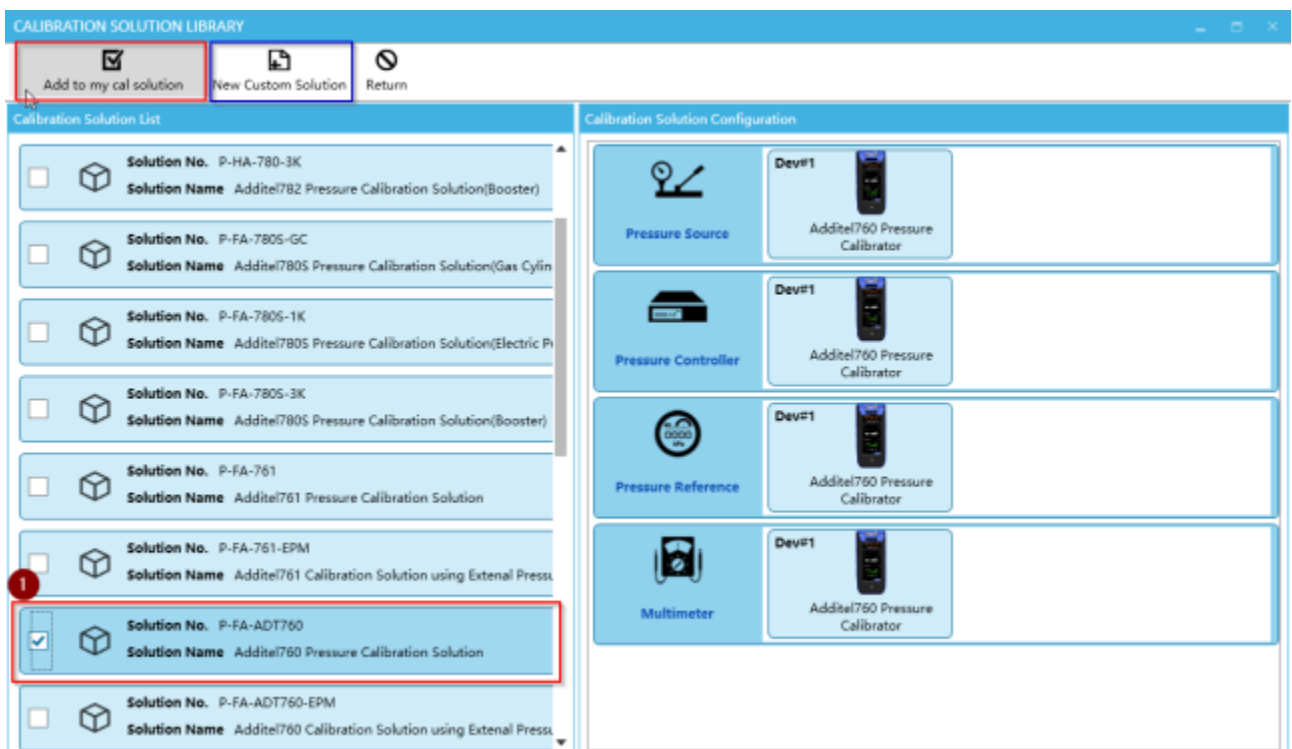 CALIBRATION SOLUTION LIBRARY
Add to my cal solution
New Custom Solution
Return
Calibration Solution List
Solution No. P-HA-780-3K
Solution Name Additel782 Pressure Calibration Solution(Booster)
Solution No. P-FA-780S-GC
Solution Name Additel780S Pressure Calibration Solution(Gas Cylin
Solution No. P-FA-780S-1K
Solution Name Additel780S Pressure Calibration Solution(Electric P
Solution No. P-FA-780S-3K
Solution Name Additel780S Pressure Calibration Solution(Booster)
Solution No. P-FA-761
Solution Name Additel761 Pressure Calibration Solution
Solution No. P-FA-761-EPM
Solution Name Additel761 Calibration Solution using Extenal Pressu
1
Solution No. P-FA-ADT760
Solution Name Additel760 Pressure Calibration Solution
Solution No. P-FA-ADT760-EPM
Solution Name Additel760 Calibration Solution using Extenal Pressu
Calibration Solution Configuration
Pressure Source
Dev#1
Additel760 Pressure
Calibrator
Pressure Controller
Dev#1
Additel760 Pressure
Calibrator
Pressure Reference
Dev#1
Additel760 Pressure
Calibrator
Multimeter
Dev#1
Additel760 Pressure
Calibrator